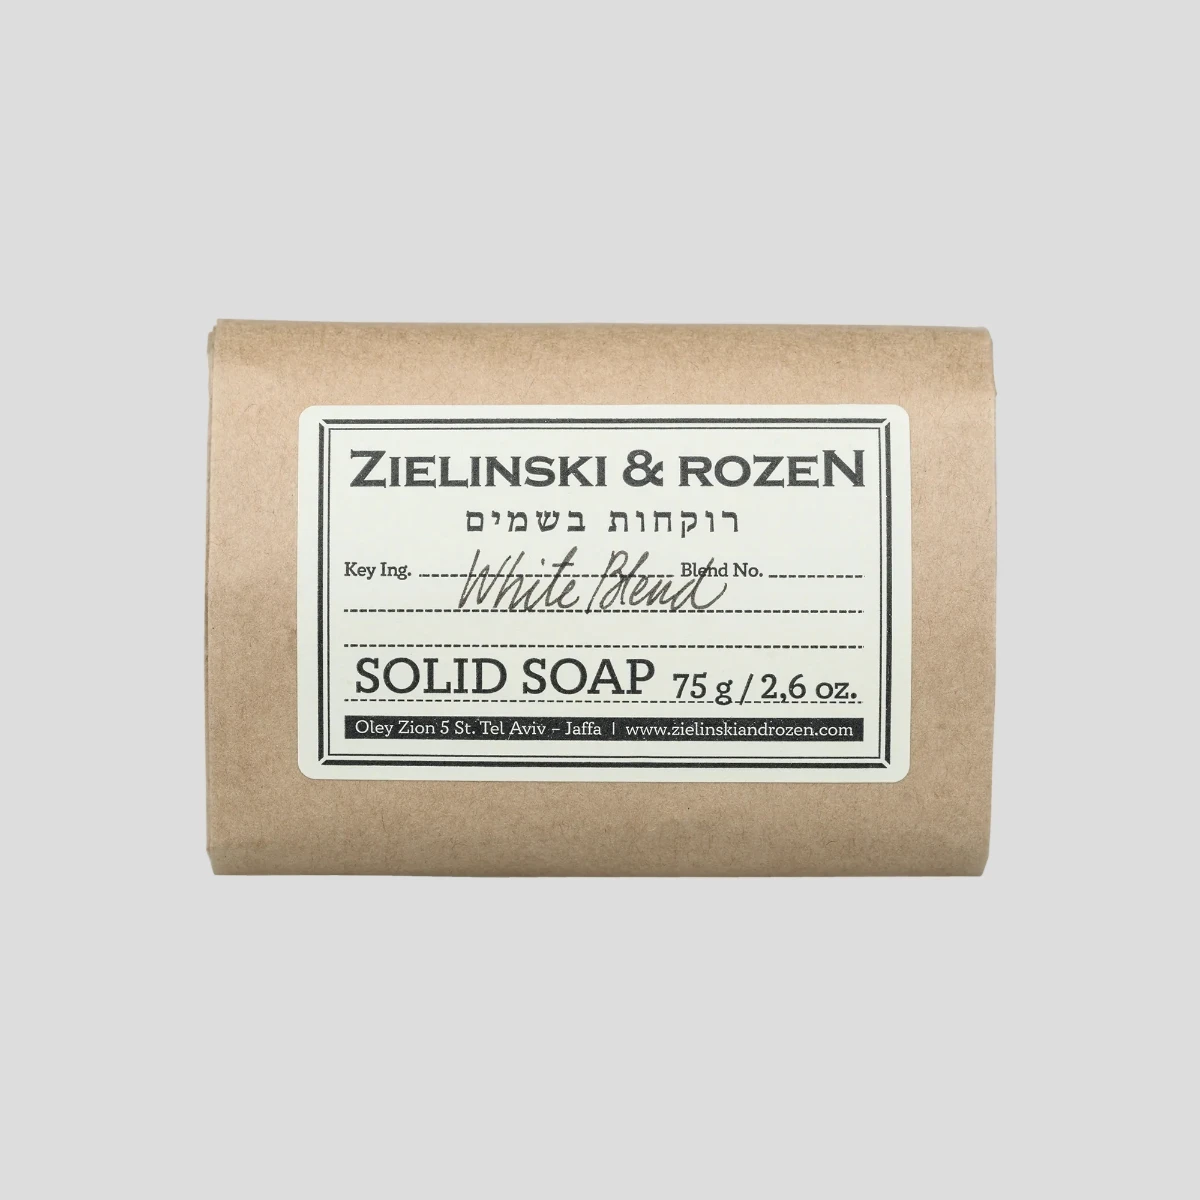 ZIELINSKI & ROZEN
רוקחות בשמים
Key Ing. White Blend Blend No.
SOLID SOAP 75 g / 2,6 oz.
Oley Zion 5 St. Tel Aviv – Jaffa | www.zielinskiandrozen.com